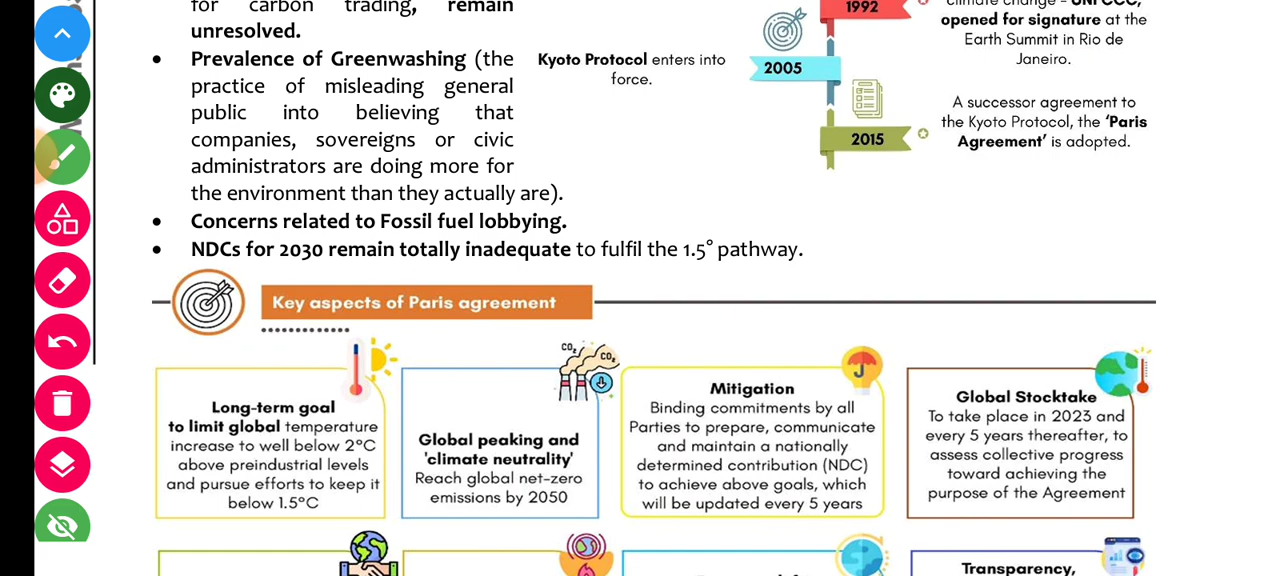 for carbon trading, remain
unresolved.
• Prevalence of Greenwashing (the
practice of misleading general
public into believing that
companies, sovereigns or civic
administrators are doing more for
the environment than they actually are).
• Concerns related to Fossil fuel lobbying.
• NDCs for 2030 remain totally inadequate to fulfil the 1.5° pathway.
1992
climate change - UNFCCC,
opened for signature at the
Earth Summit in Rio de
Janeiro.
Kyoto Protocol enters into
force.
2005
2015
A successor agreement to
the Kyoto Protocol, the ‘Paris
Agreement’ is adopted.
Key aspects of Paris agreement
Long-term goal
to limit global temperature
increase to well below 2°C
above preindustrial levels
and pursue efforts to keep it
below 1.5°C
CO₂
CO₂
Global peaking and
'climate neutrality'
Reach global net-zero
emissions by 2050
Mitigation
Binding commitments by all
Parties to prepare, communicate
and maintain a nationally
determined contribution (NDC)
to achieve above goals, which
will be updated every 5 years
Global Stocktake
To take place in 2023 and
every 5 years thereafter, to
assess collective progress
toward achieving the
purpose of the Agreement
Transparency,